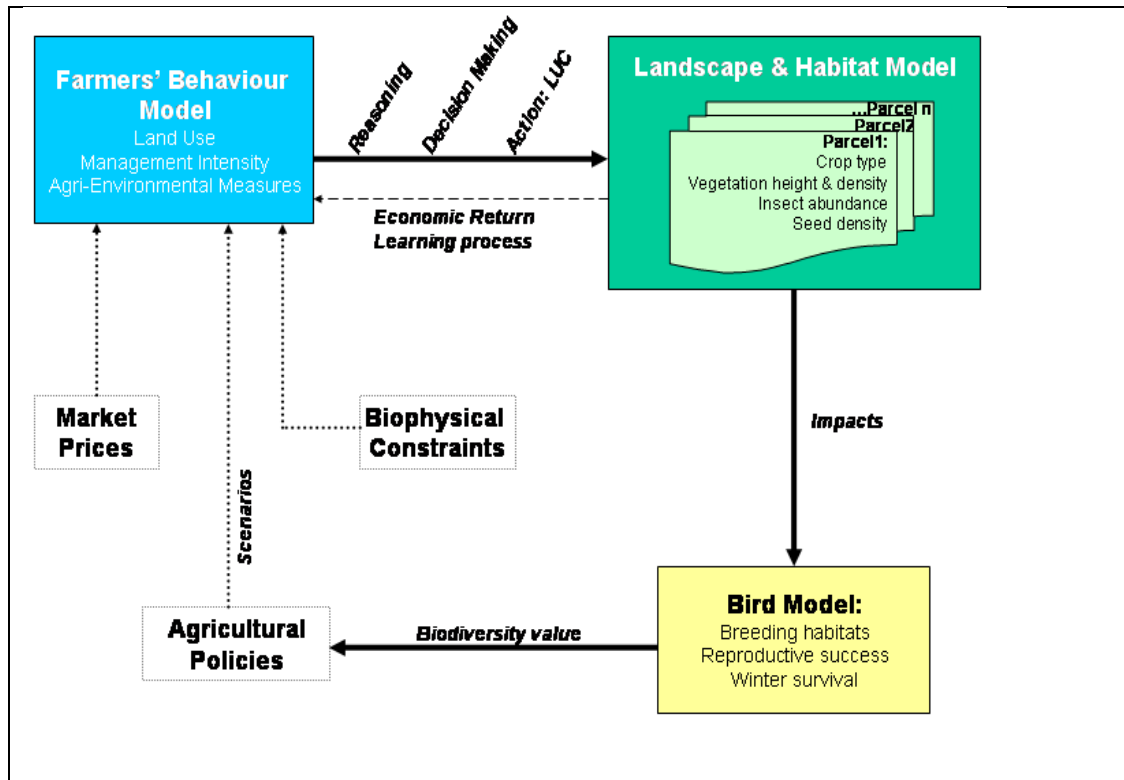 Farmers' Behaviour
Model
Land Use
Management Intensity
Agri-Environmental Measures
Reasoning
Decision Making
Action: LUC
Economic Return
Learning process
Landscape & Habitat Model
...Parcel n
Parcel2
Parcel1:
Crop type
Vegetation height & density
Insect abundance
Seed density
Market
Prices
Biophysical
Constraints
Impacts
Scenarios
Agricultural
Policies
Biodiversity value
Bird Model:
Breeding habitats
Reproductive success
Winter survival